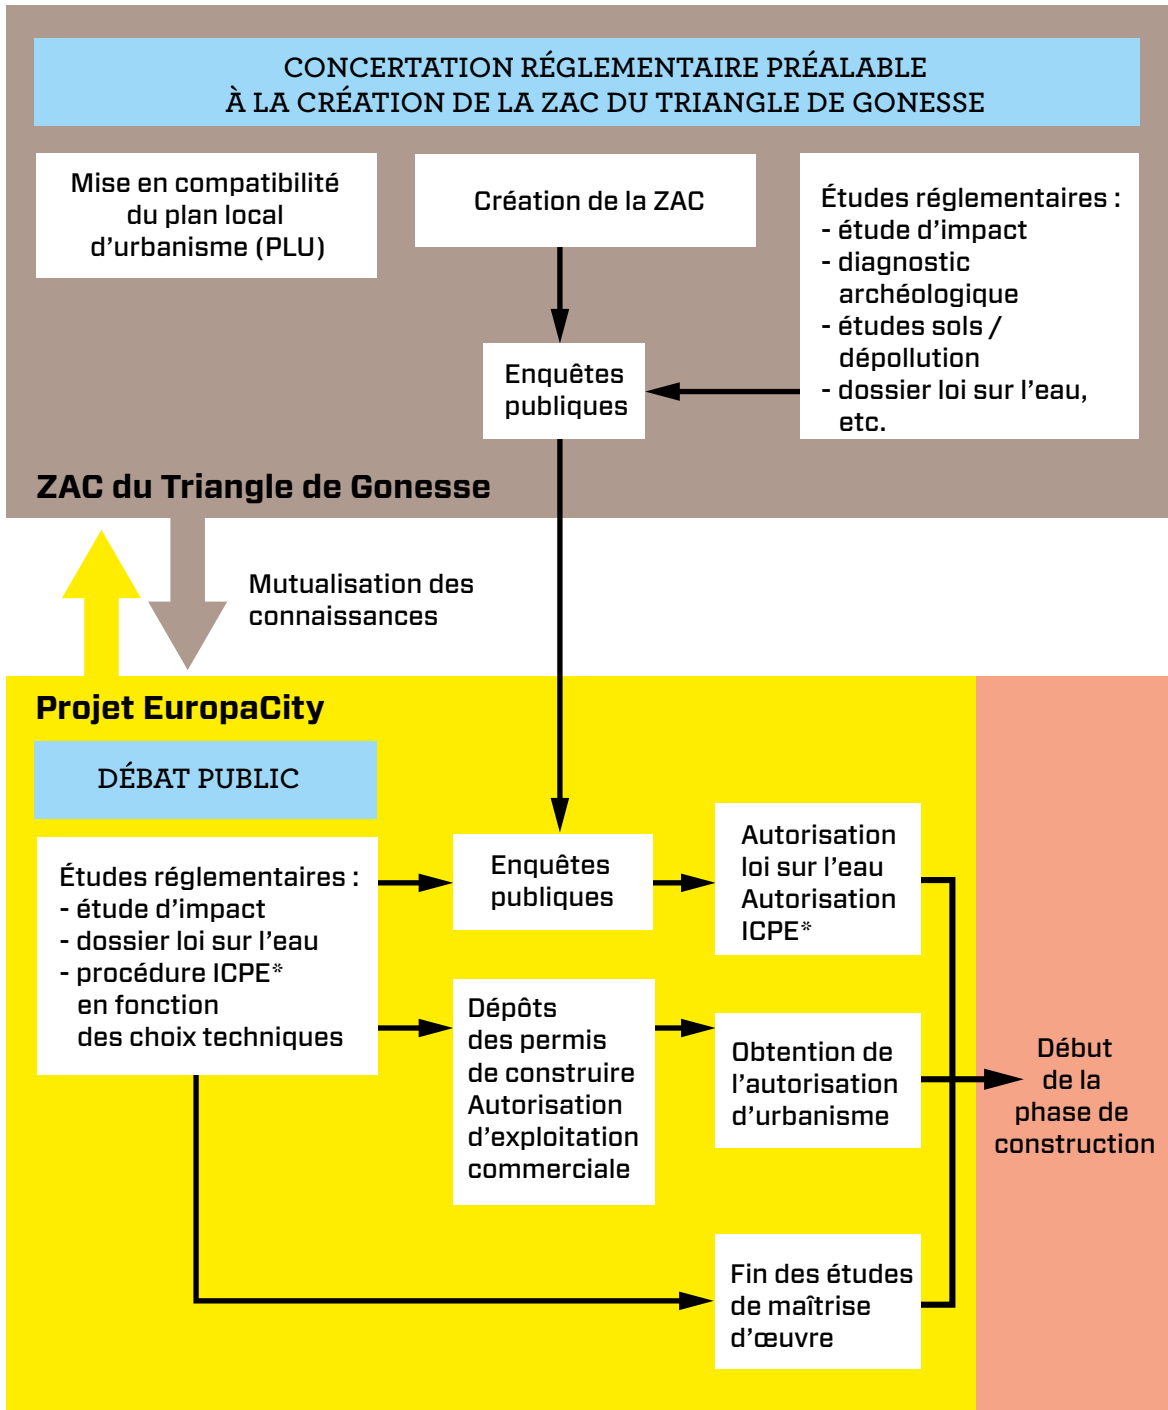 CONCERTATION RÉGLEMENTAIRE PRÉALABLE
À LA CRÉATION DE LA ZAC DU TRIANGLE DE GONESSE
Mise en compatibilité
du plan local
d'urbanisme (PLU)
Création de la ZAC
Études réglementaires :
- étude d'impact
- diagnostic
archéologique
- études sols /
dépollution
- dossier loi sur l'eau,
etc.
Enquêtes
publiques
ZAC du Triangle de Gonesse
Mutualisation des
connaissances
Projet EuropaCity
DÉBAT PUBLIC
Études réglementaires :
- étude d'impact
- dossier loi sur l'eau
- procédure ICPE*
en fonction
des choix techniques
Enquêtes
publiques
Autorisation
loi sur l'eau
Autorisation
ICPE*
Dépôts
des permis
de construire
Autorisation
d'exploitation
commerciale
Obtention de
l'autorisation
d'urbanisme
Fin des études
de maîtrise
d'œuvre
Début
de la
phase de
construction